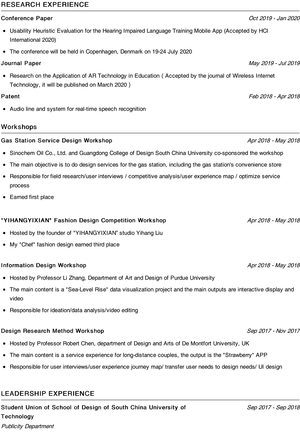 RESEARCH EXPERIENCE
Conference Paper Oct 2019 - Jan 2020
• Usability Heuristic Evaluation for the Hearing Impaired Language Training Mobile App (Accepted by HCI
International 2020)
• The conference will be held in Copenhagen, Denmark on 19-24 July 2020
Journal Paper May 2019 - Jul 2019
• Research on the Application of AR Technology in Education ( Accepted by the journal of Wireless Internet
Technology, it will be published on March 2020 )
Patent Feb 2018 - Apr 2018
• Audio line and system for real-time speech recognition
Workshops
Gas Station Service Design Workshop Apr 2018 - May 2018
• Sinochem Oil Co., Ltd. and Guangdong College of Design South China University co-sponsored the workshop
• The main objective is to do design services for the gas station, including the gas station's convenience store
• Responsible for field research/user interviews / competitive analysis/user experience map / optimize service
process
• Earned first place
"YIHANGYIXIAN" Fashion Design Competition Workshop Apr 2018 - May 2018
• Hosted by the founder of "YIHANGYIXIAN" studio Yihang Liu
• My "Chef" fashion design earned third place
Information Design Workshop Apr 2018 - May 2018
• Hosted by Professor Li Zhang, Department of Art and Design of Purdue University
• The main content is a "Sea-Level Rise" data visualization project and the main outputs are interactive display and
video
• Responsible for ideation/data analysis/video editing
Design Research Method Workshop Sep 2017 - Nov 2017
• Hosted by Professor Robert Chen, department of Design and Arts of De Montfort University, UK
• The main content is a service experience for long-distance couples, the output is the "Strawberry" APP
• Responsible for user interviews/user experience journey map/ transfer user needs to design needs/ UI design
LEADERSHIP EXPERIENCE
Student Union of School of Design of South China University of Sep 2017 - Sep 2018
Technology
Publicity Department